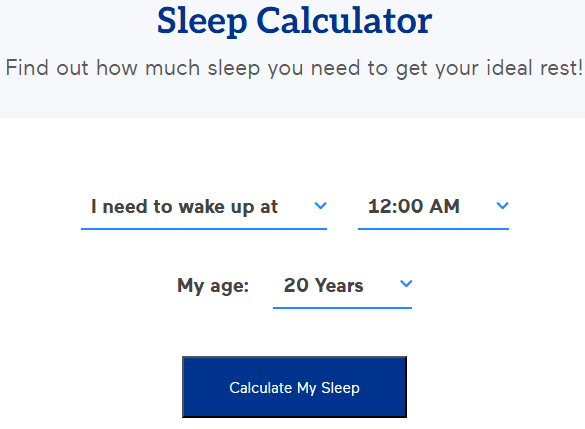 Sleep Calculator
Find out how much sleep you need to get your ideal rest!
I need to wake up at 12:00 AM
My age: 20 Years
Calculate My Sleep